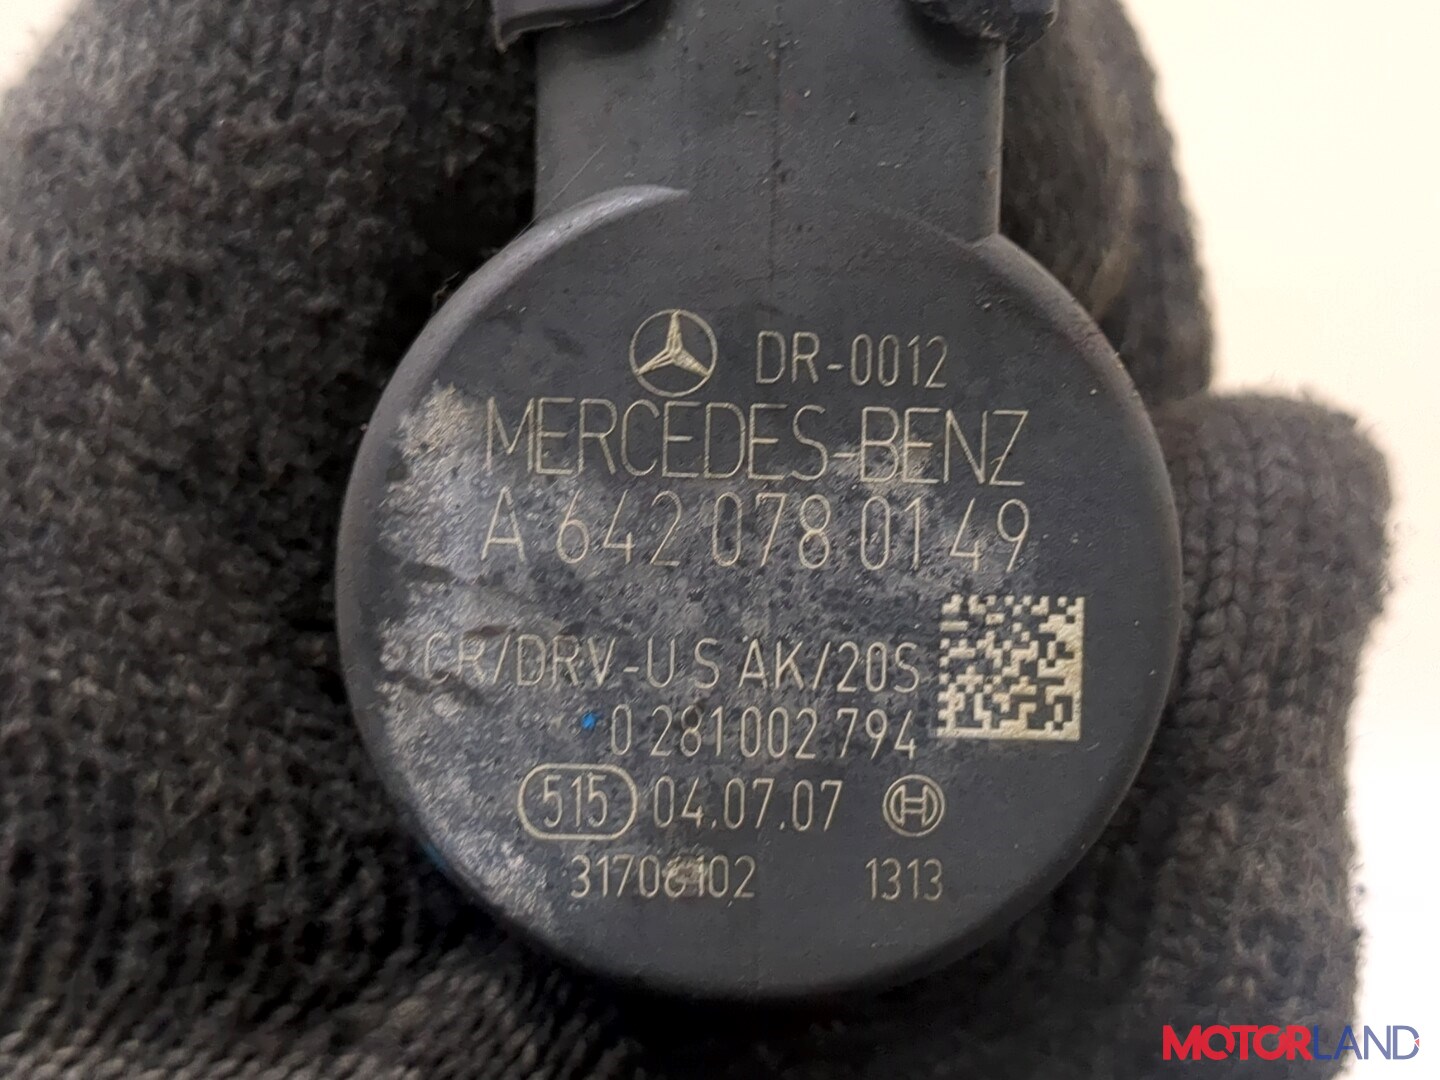 DR-0012
MERCEDES-BENZ
A 642 078 01 49
CR/DRV-U S AK/20S
0 281 002 794
515 04.07.07
31706102 1313
MOTORLAND